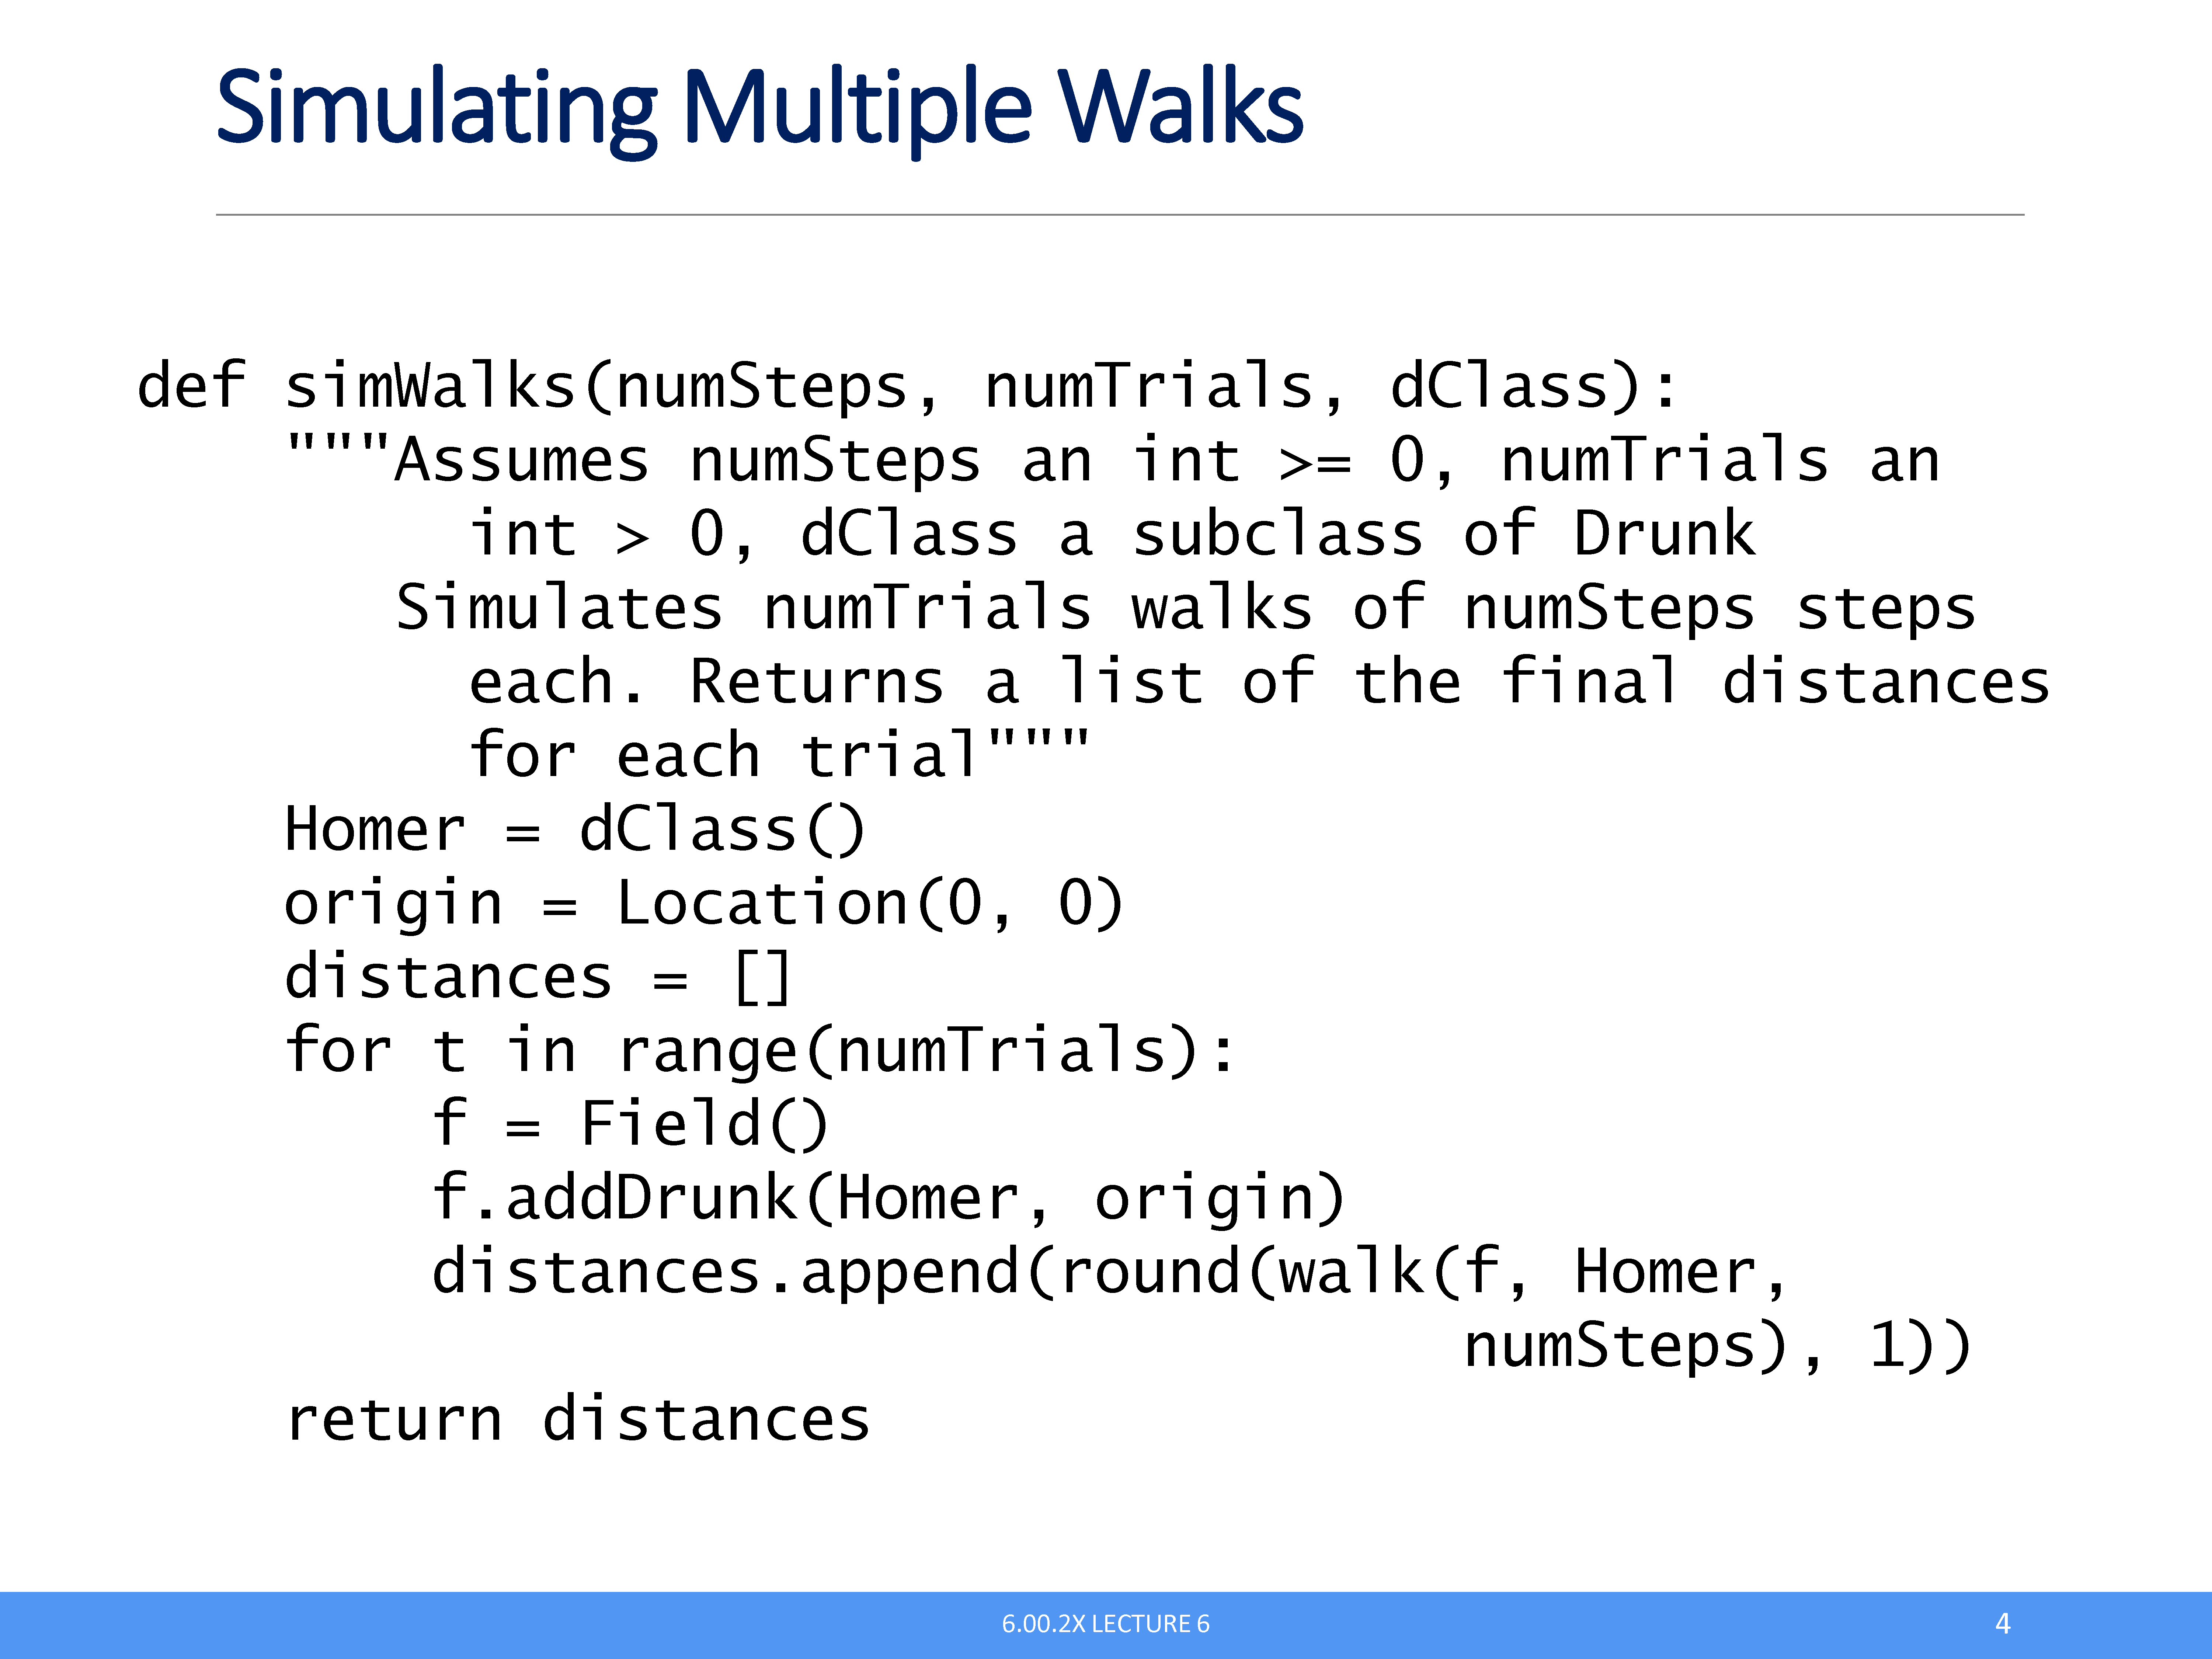 Simulating Multiple Walks
def simWalks(numSteps, numTrials, dClass):
    """Assumes numSteps an int >= 0, numTrials an
         int > 0, dClass a subclass of Drunk
       Simulates numTrials walks of numSteps steps
         each. Returns a list of the final distances
         for each trial"""
    Homer = dClass()
    origin = Location(0, 0)
    distances = []
    for t in range(numTrials):
        f = Field()
        f.addDrunk(Homer, origin)
        distances.append(round(walk(f, Homer,
                                    numSteps), 1))
    return distances
6.00.2X LECTURE 6
4